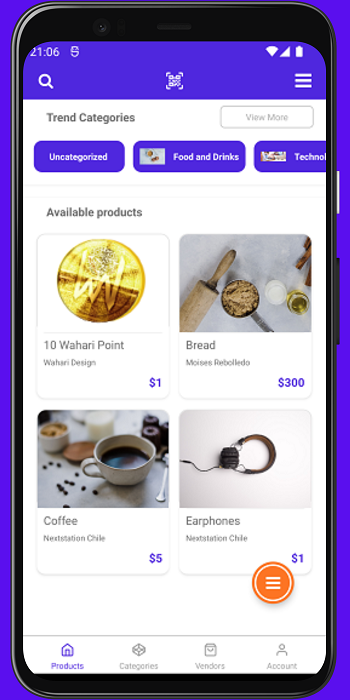 21:06
Trend Categories
View More
Uncategorized
Food and Drinks
Technol
Available products
10 Wahari Point
Wahari Design
$1
Bread
Moises Rebolledo
$300
Coffee
Nextstation Chile
$5
Earphones
Nextstation Chile
$1
Products
Categories
Vendors
Account